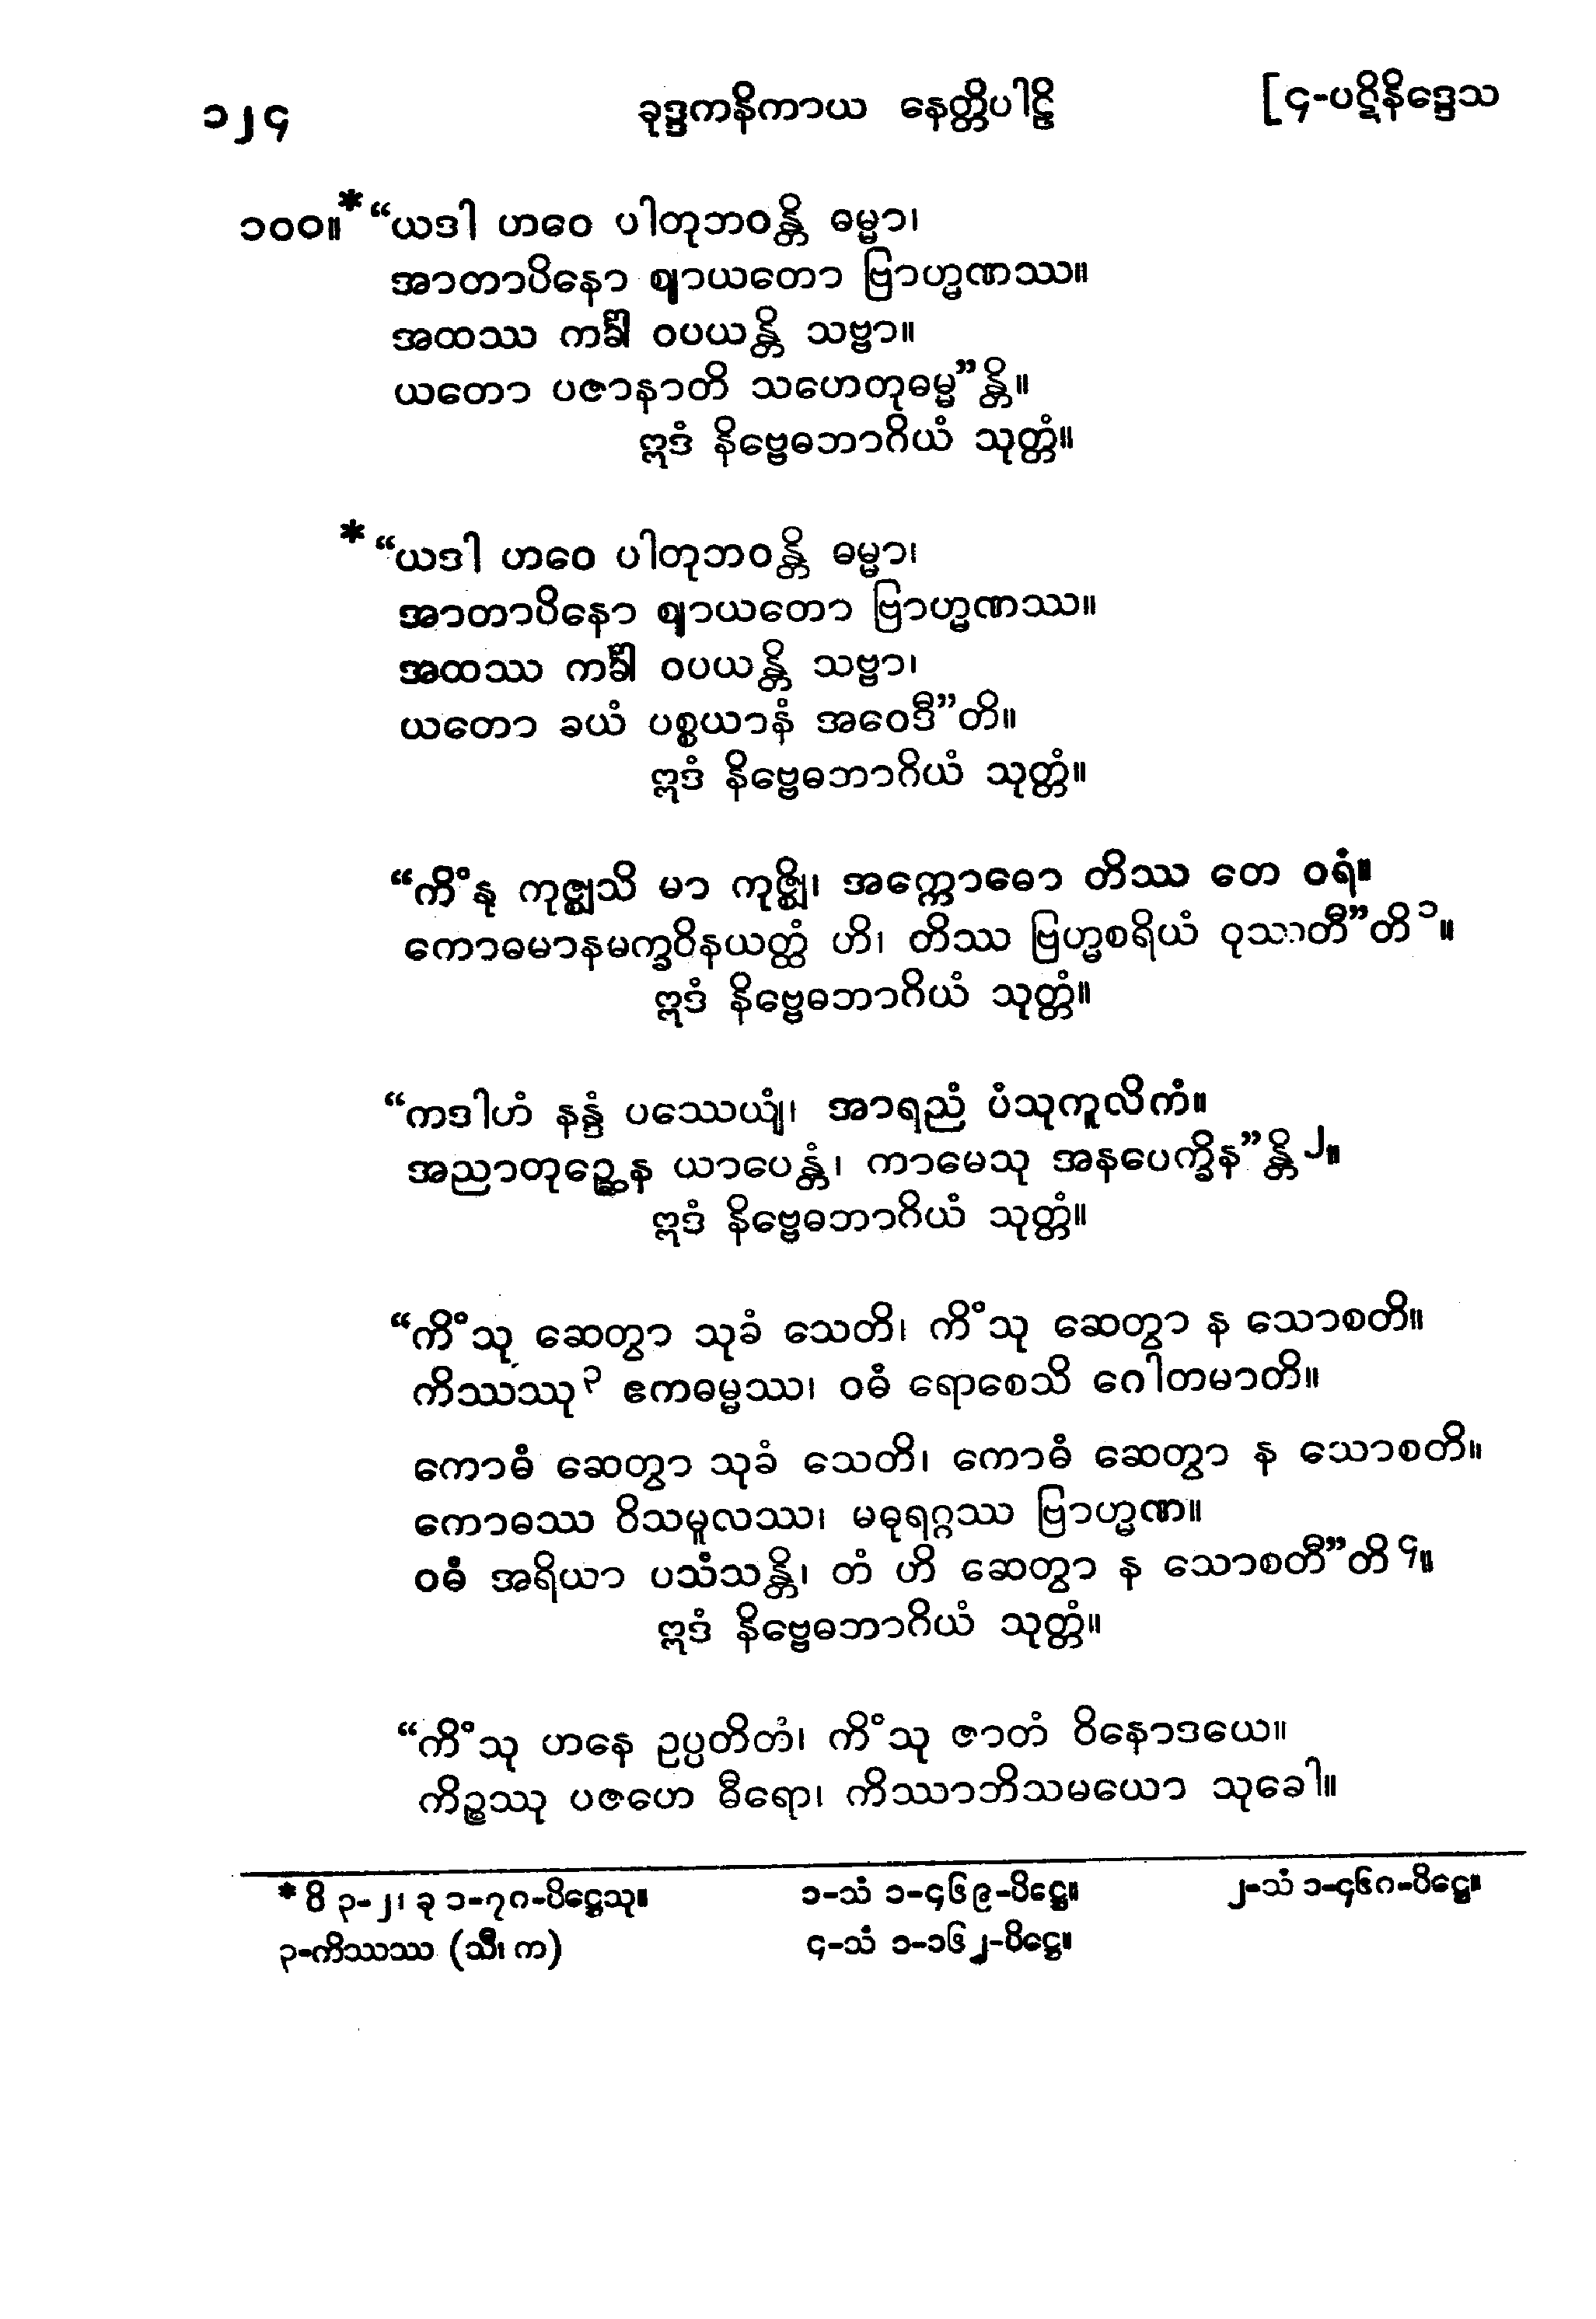 ၁၂၄ ခုဒ္ဒကနိကာယ နေတ္တိပါဠိ [၄-ပဋိနိဒ္ဒေသ
၁၀၀။* “ယဒါ ဟဝေ ပါတုဘဝန္တိ ဓမ္မာ၊
အာတာပိနော ဈာယတော ဗြာဟ္မဏဿ။
အထဿ ကင်္ခါ ဝပယန္တိ သဗ္ဗာ။
ယတော ပဇာနာတိ သဟေတုဓမ္မ”န္တိ။
ဣဒံ နိဗ္ဗေဓဘာဂိယံ သုတ္တံ။
* “ယဒါ ဟဝေ ပါတုဘဝန္တိ ဓမ္မာ၊
အာတာပိနော ဈာယတော ဗြာဟ္မဏဿ။
အထဿ ကင်္ခါ ဝပယန္တိ သဗ္ဗာ၊
ယတော ခယံ ပစ္စယာနံ အဝေဒီ”တိ။
ဣဒံ နိဗ္ဗေဓဘာဂိယံ သုတ္တံ။
“ကိံ နု ကုဇ္ဈသိ မာ ကုဇ္ဈိ၊ အက္ကောဓော တိဿ တေ ဝရံ။
ကောဓမာနမက္ခဝိနယတ္ထံ ဟိ၊ တိဿ ဗြဟ္မစရိယံ ဝုသာတီ”တိ ၁။
ဣဒံ နိဗ္ဗေဓဘာဂိယံ သုတ္တံ။
“ကဒါဟံ နန္ဒံ ပဿေယျံ၊ အာရညံ ပံသုကူလိကံ။
အညာတုဉ္ဆေန ယာပေန္တံ၊ ကာမေသု အနပေက္ခိန”န္တိ ၂။
ဣဒံ နိဗ္ဗေဓဘာဂိယံ သုတ္တံ။
“ကိံ သု ဆေတွာ သုခံ သေတိ၊ ကိံ သု ဆေတွာ န သောစတိ။
ကိဿဿု ၃ ဧကဓမ္မဿ၊ ဝဓံ ရောစေသိ ဂေါတမာတိ။
ကောဓံ ဆေတွာ သုခံ သေတိ၊ ကောဓံ ဆေတွာ န သောစတိ။
ကောဓဿ ဝိသမူလဿ၊ မဓုရဂ္ဂဿ ဗြာဟ္မဏ။
ဝဓံ အရိယာ ပသံသန္တိ၊ တံ ဟိ ဆေတွာ န သောစတီ”တိ ၄။
ဣဒံ နိဗ္ဗေဓဘာဂိယံ သုတ္တံ။
“ကိံ သု ဟနေ ဥပ္ပတိတံ၊ ကိံ သု ဇာတံ ဝိနောဒယေ။
ကိဉ္စဿု ပဇဟေ ဓီရော၊ ကိဿာဘိသမယော သုခေါ။
* ဝိ ၃-၂၊ ခု ၁-၇၈-ပိဋ္ဌေသု။ ၁-သံ ၁-၄၆၉-ပိဋ္ဌေ။ ၂-သံ ၁-၄၆၈-ပိဋ္ဌေ။
၃-ကိဿဿ (သီ၊ က) ၄-သံ ၁-၁၆၂-ပိဋ္ဌေ။